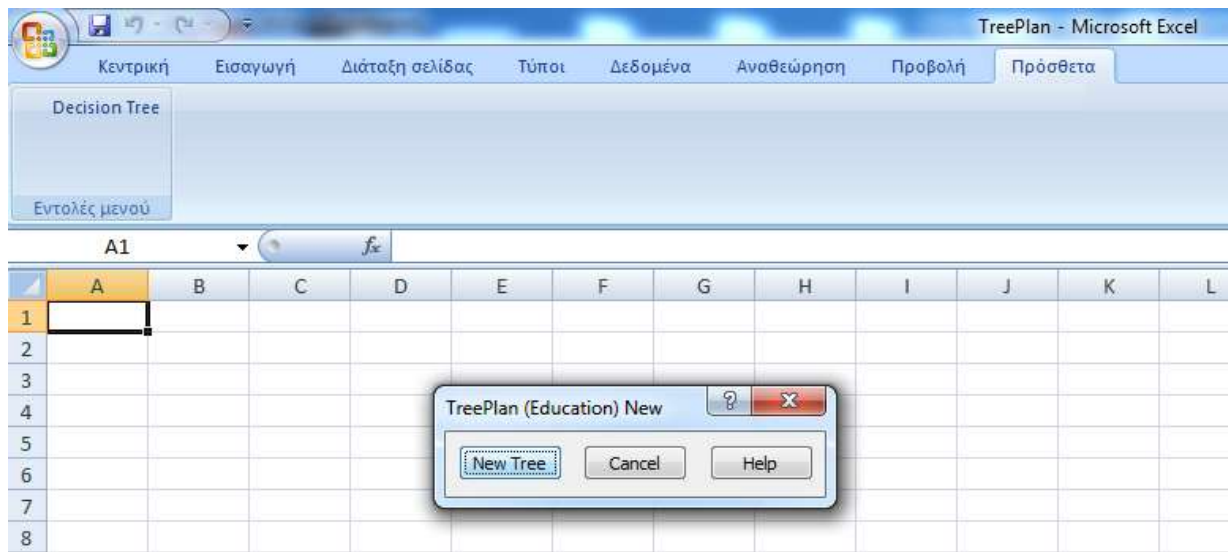 TreePlan - Microsoft Excel
Κεντρική Εισαγωγή Διάταξη σελίδας Τύποι Δεδομένα Αναθεώρηση Προβολή Πρόσθετα
Decision Tree
Εντολές μενού
A1 fx
A B C D E F G H I J K L
1
2
3
4
5
6
7
8
TreePlan (Education) New
New Tree Cancel Help